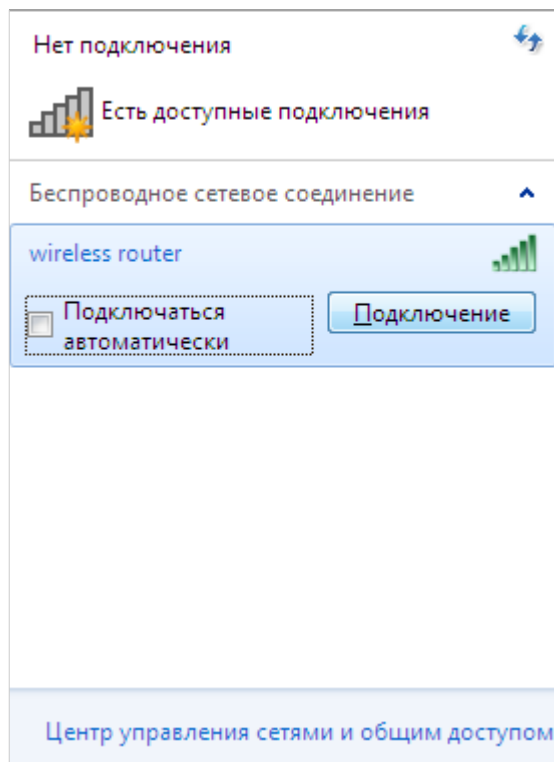 Нет подключения
Есть доступные подключения
Беспроводное сетевое соединение
wireless router
Подключаться
автоматически
Подключение
Центр управления сетями и общим доступом